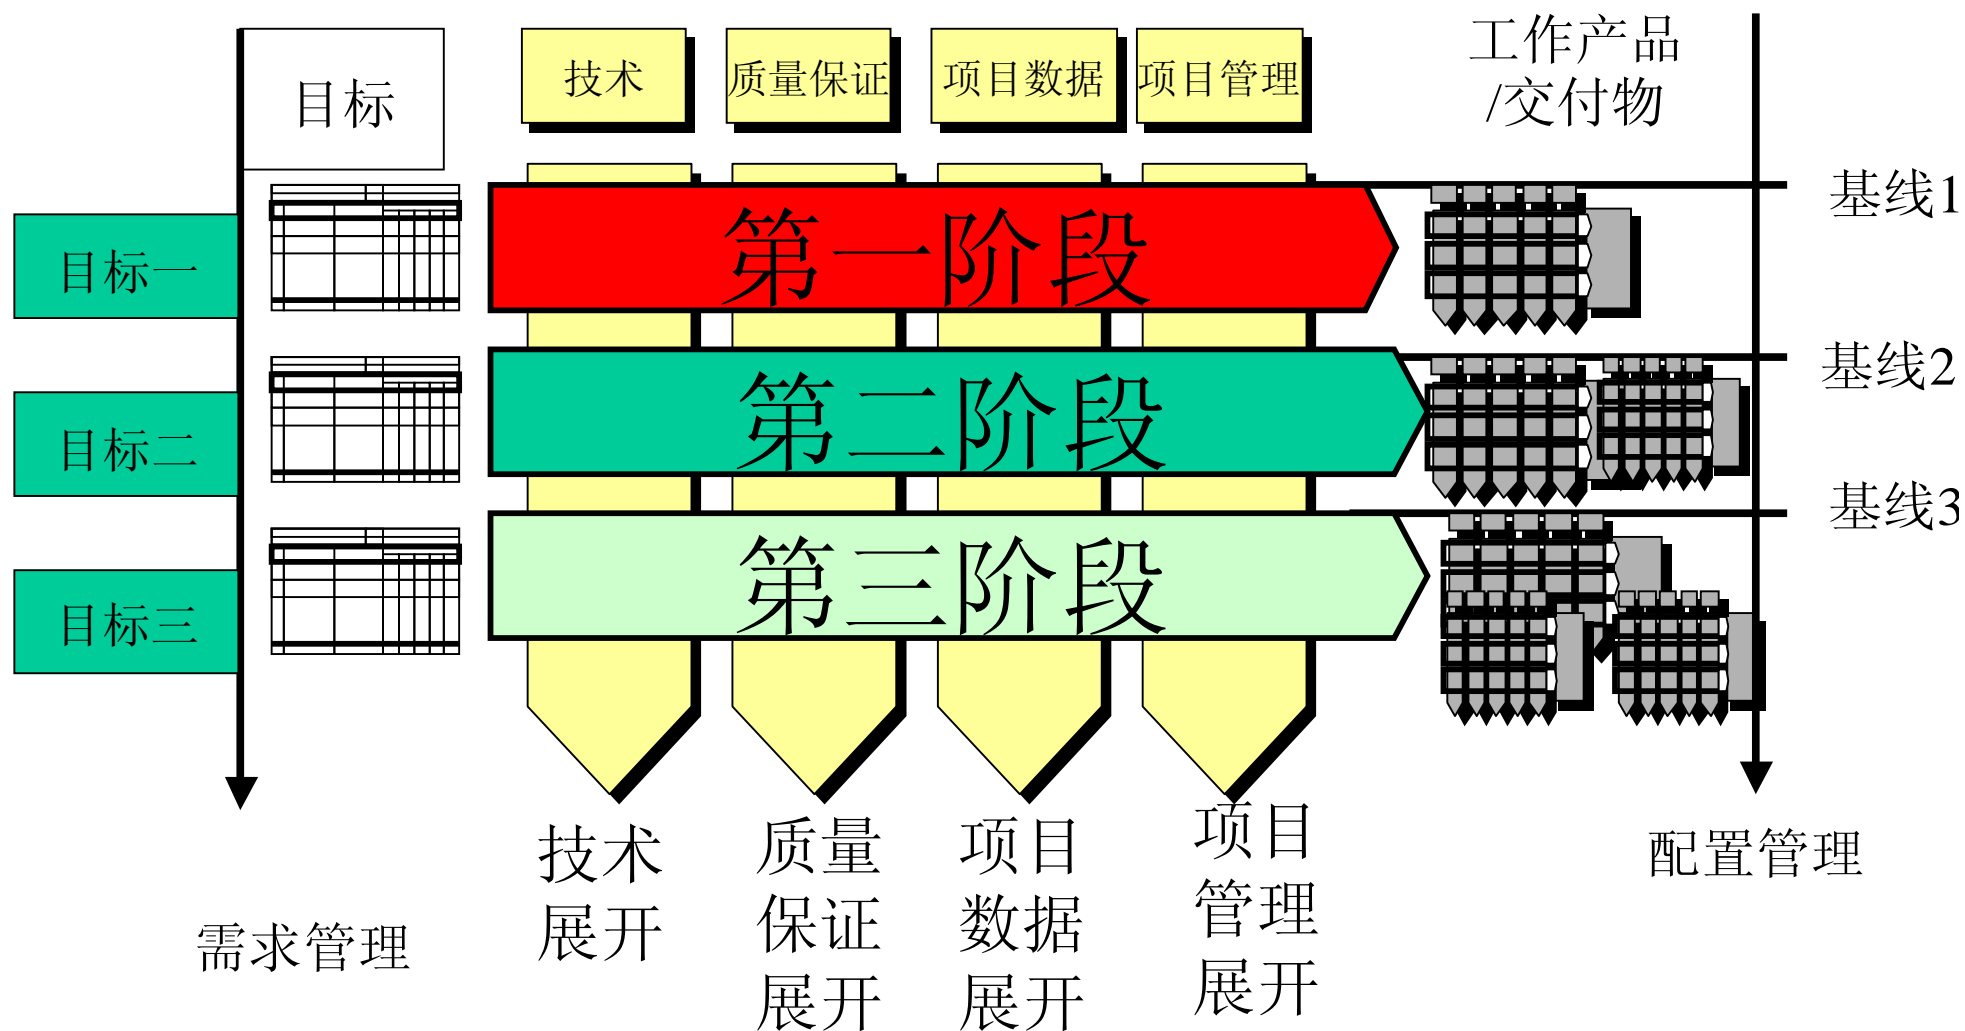 目标
技术
质量保证
项目数据
项目管理
工作产品
/交付物
基线1
目标一
第一阶段
基线2
目标二
第二阶段
基线3
目标三
第三阶段
技术
展开
质量
保证
展开
项目
数据
展开
项目
管理
展开
需求管理
配置管理